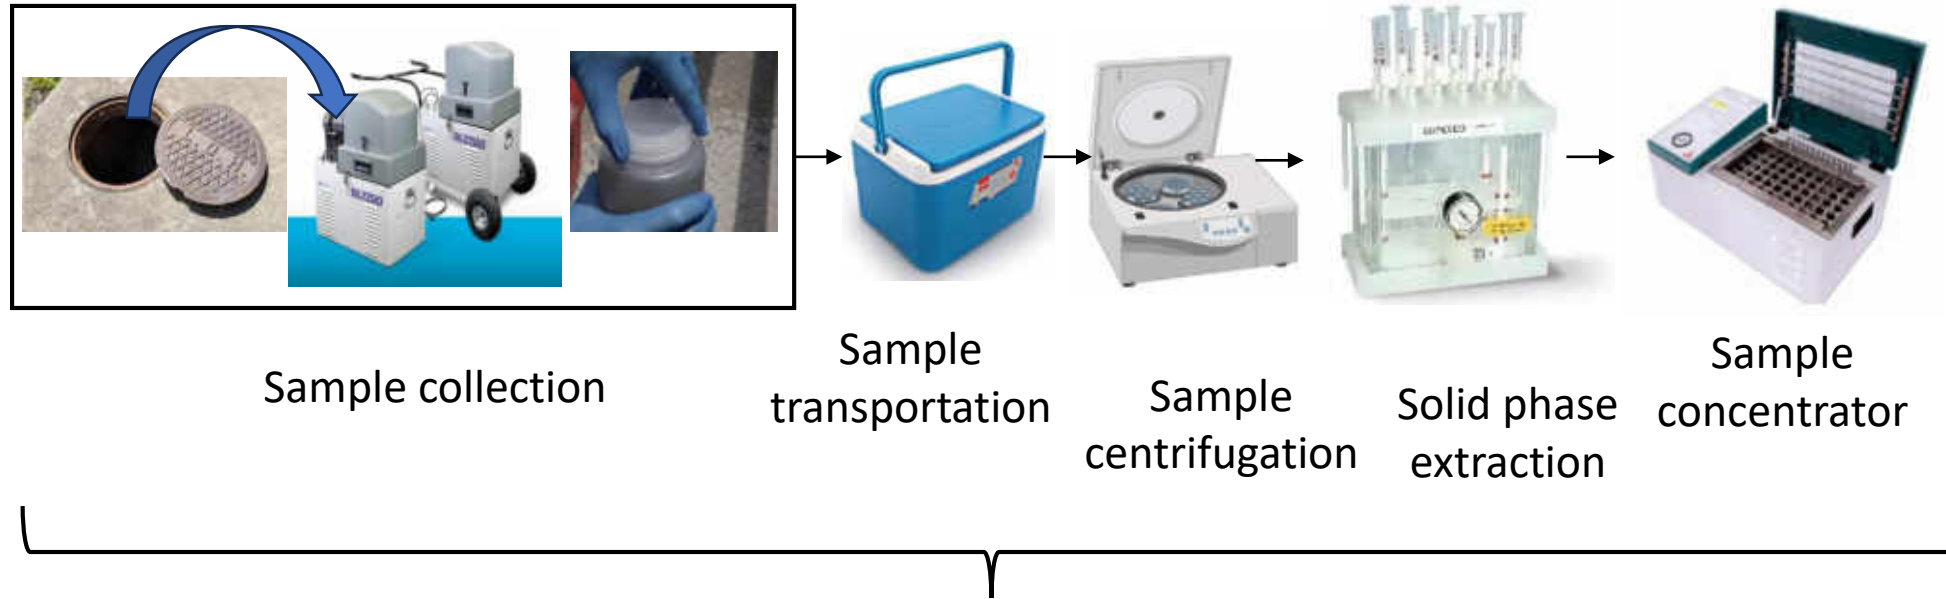 Sample collection
Sample
transportation
Sample
centrifugation
Solid phase
extraction
Sample
concentrator